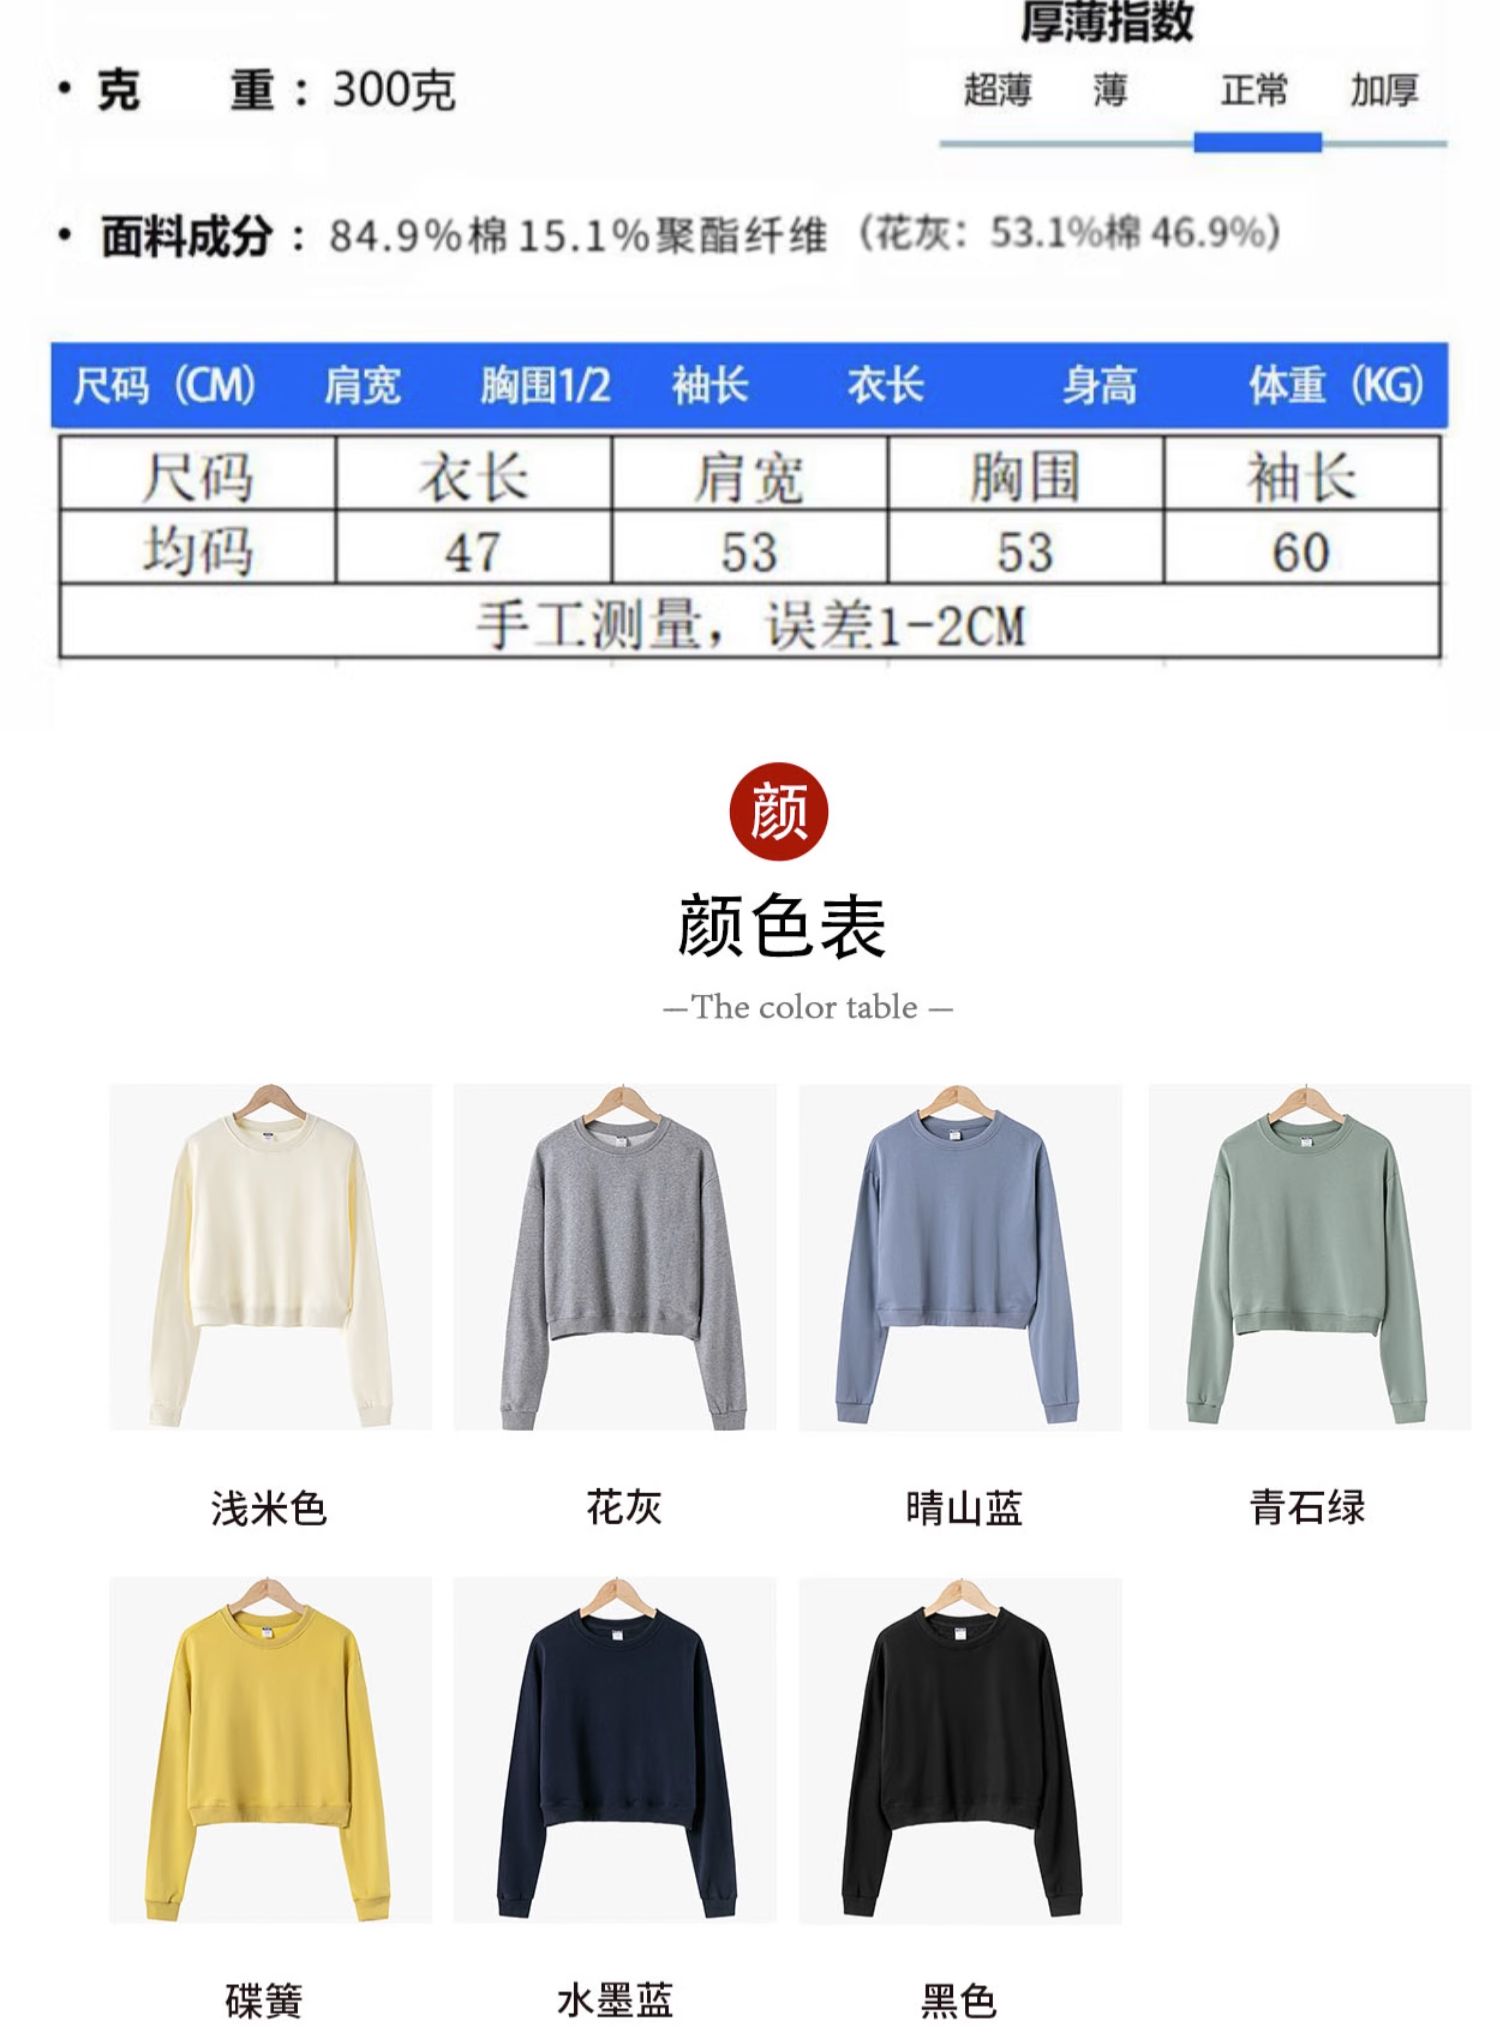 厚薄指数
超薄 薄 正常 加厚
• 克 重：300克
• 面料成分：84.9%棉 15.1%聚酯纤维（花灰：53.1%棉 46.9%）
尺码（CM） 肩宽 胸围1/2 袖长 衣长 身高 体重（KG）
尺码 衣长 肩宽 胸围 袖长
均码 47 53 53 60
手工测量，误差1-2CM
颜
颜色表
—The color table —
浅米色 花灰 晴山蓝 青石绿
碟簧 水墨蓝 黑色